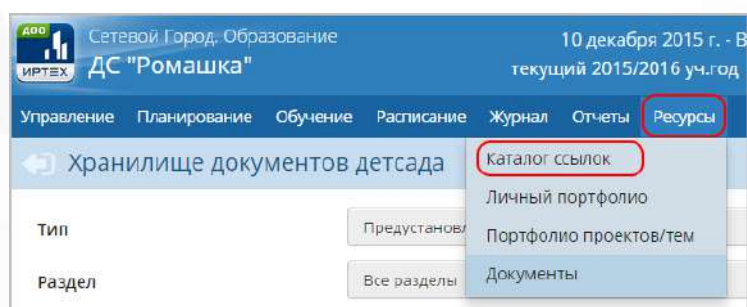 ДОО
ИРТЕХ
Сетевой Город. Образование
ДС "Ромашка"
10 декабря 2015 г. - В
текущий 2015/2016 уч.год
Управление Планирование Обучение Расписание Журнал Отчеты Ресурсы
Хранилище документов детсада
Каталог ссылок
Личный портфолио
Тип
Предустановл
Портфолио проектов/тем
Раздел
Все разделы
Документы